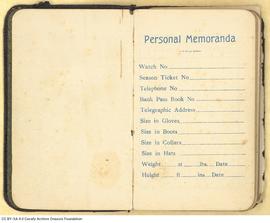 Personal Memoranda
Watch No
Season Ticket No
Telephone No
Bank Pass Book No
Telegraphic Address
Size in Gloves
Size in Boots
Size in Collars
Size in Hats
Weight st lbs. Date
Height ft ins Date
CC BY-SA 4.0 Cavafy Archive Onassis Foundation